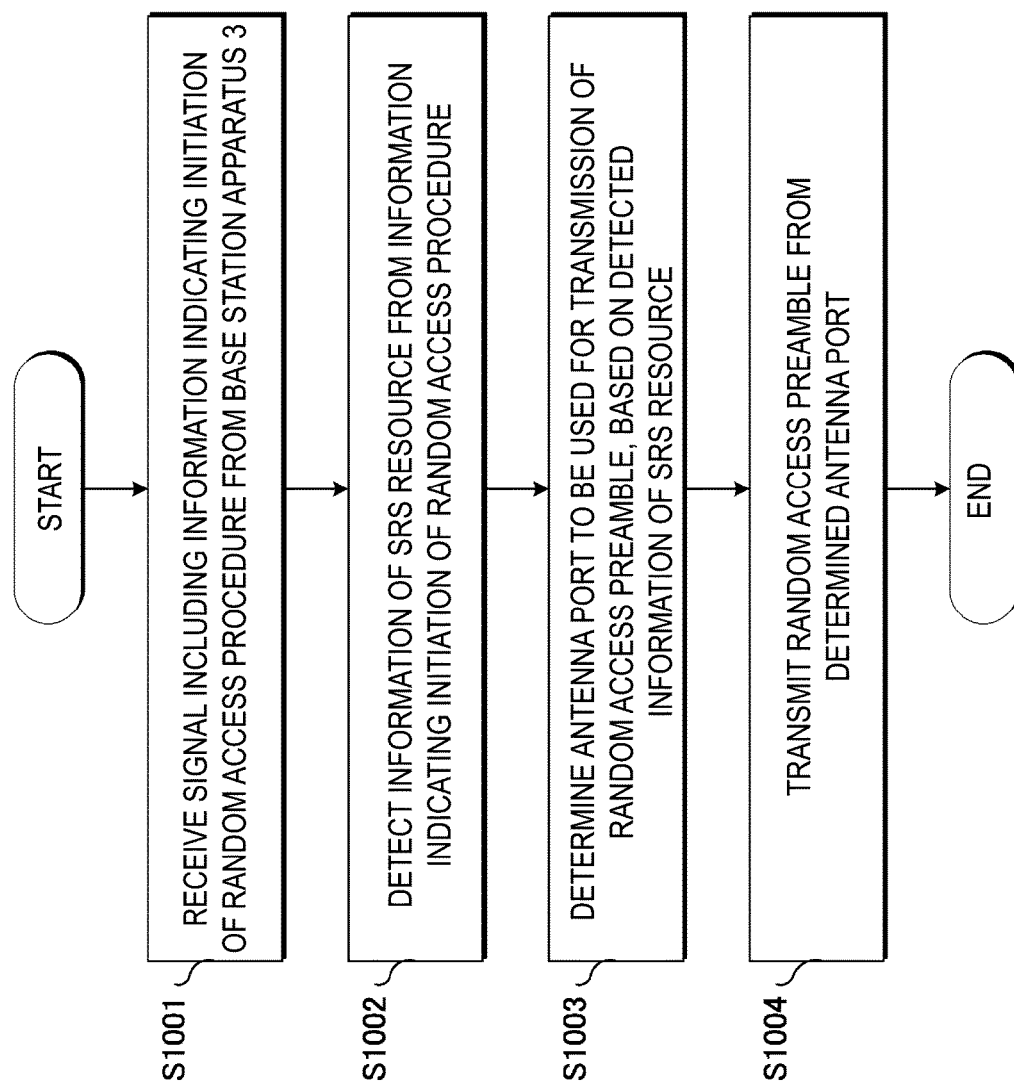 START
S1001
RECEIVE SIGNAL INCLUDING INFORMATION INDICATING INITIATION
OF RANDOM ACCESS PROCEDURE FROM BASE STATION APPARATUS 3
S1002
DETECT INFORMATION OF SRS RESOURCE FROM INFORMATION
INDICATING INITIATION OF RANDOM ACCESS PROCEDURE
S1003
DETERMINE ANTENNA PORT TO BE USED FOR TRANSMISSION OF
RANDOM ACCESS PREAMBLE, BASED ON DETECTED
INFORMATION OF SRS RESOURCE
S1004
TRANSMIT RANDOM ACCESS PREAMBLE FROM
DETERMINED ANTENNA PORT
END